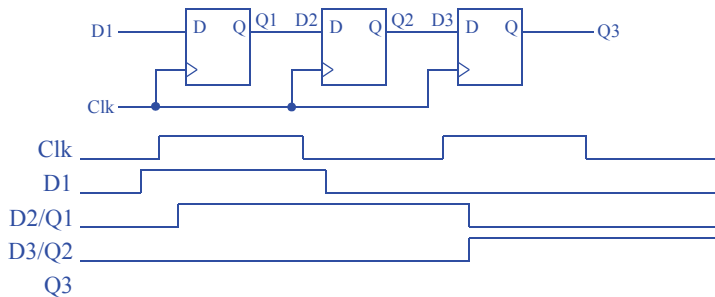 Q1 D2 Q2 D3
D1 D Q D Q D Q Q3
Clk
Clk
D1
D2/Q1
D3/Q2
Q3